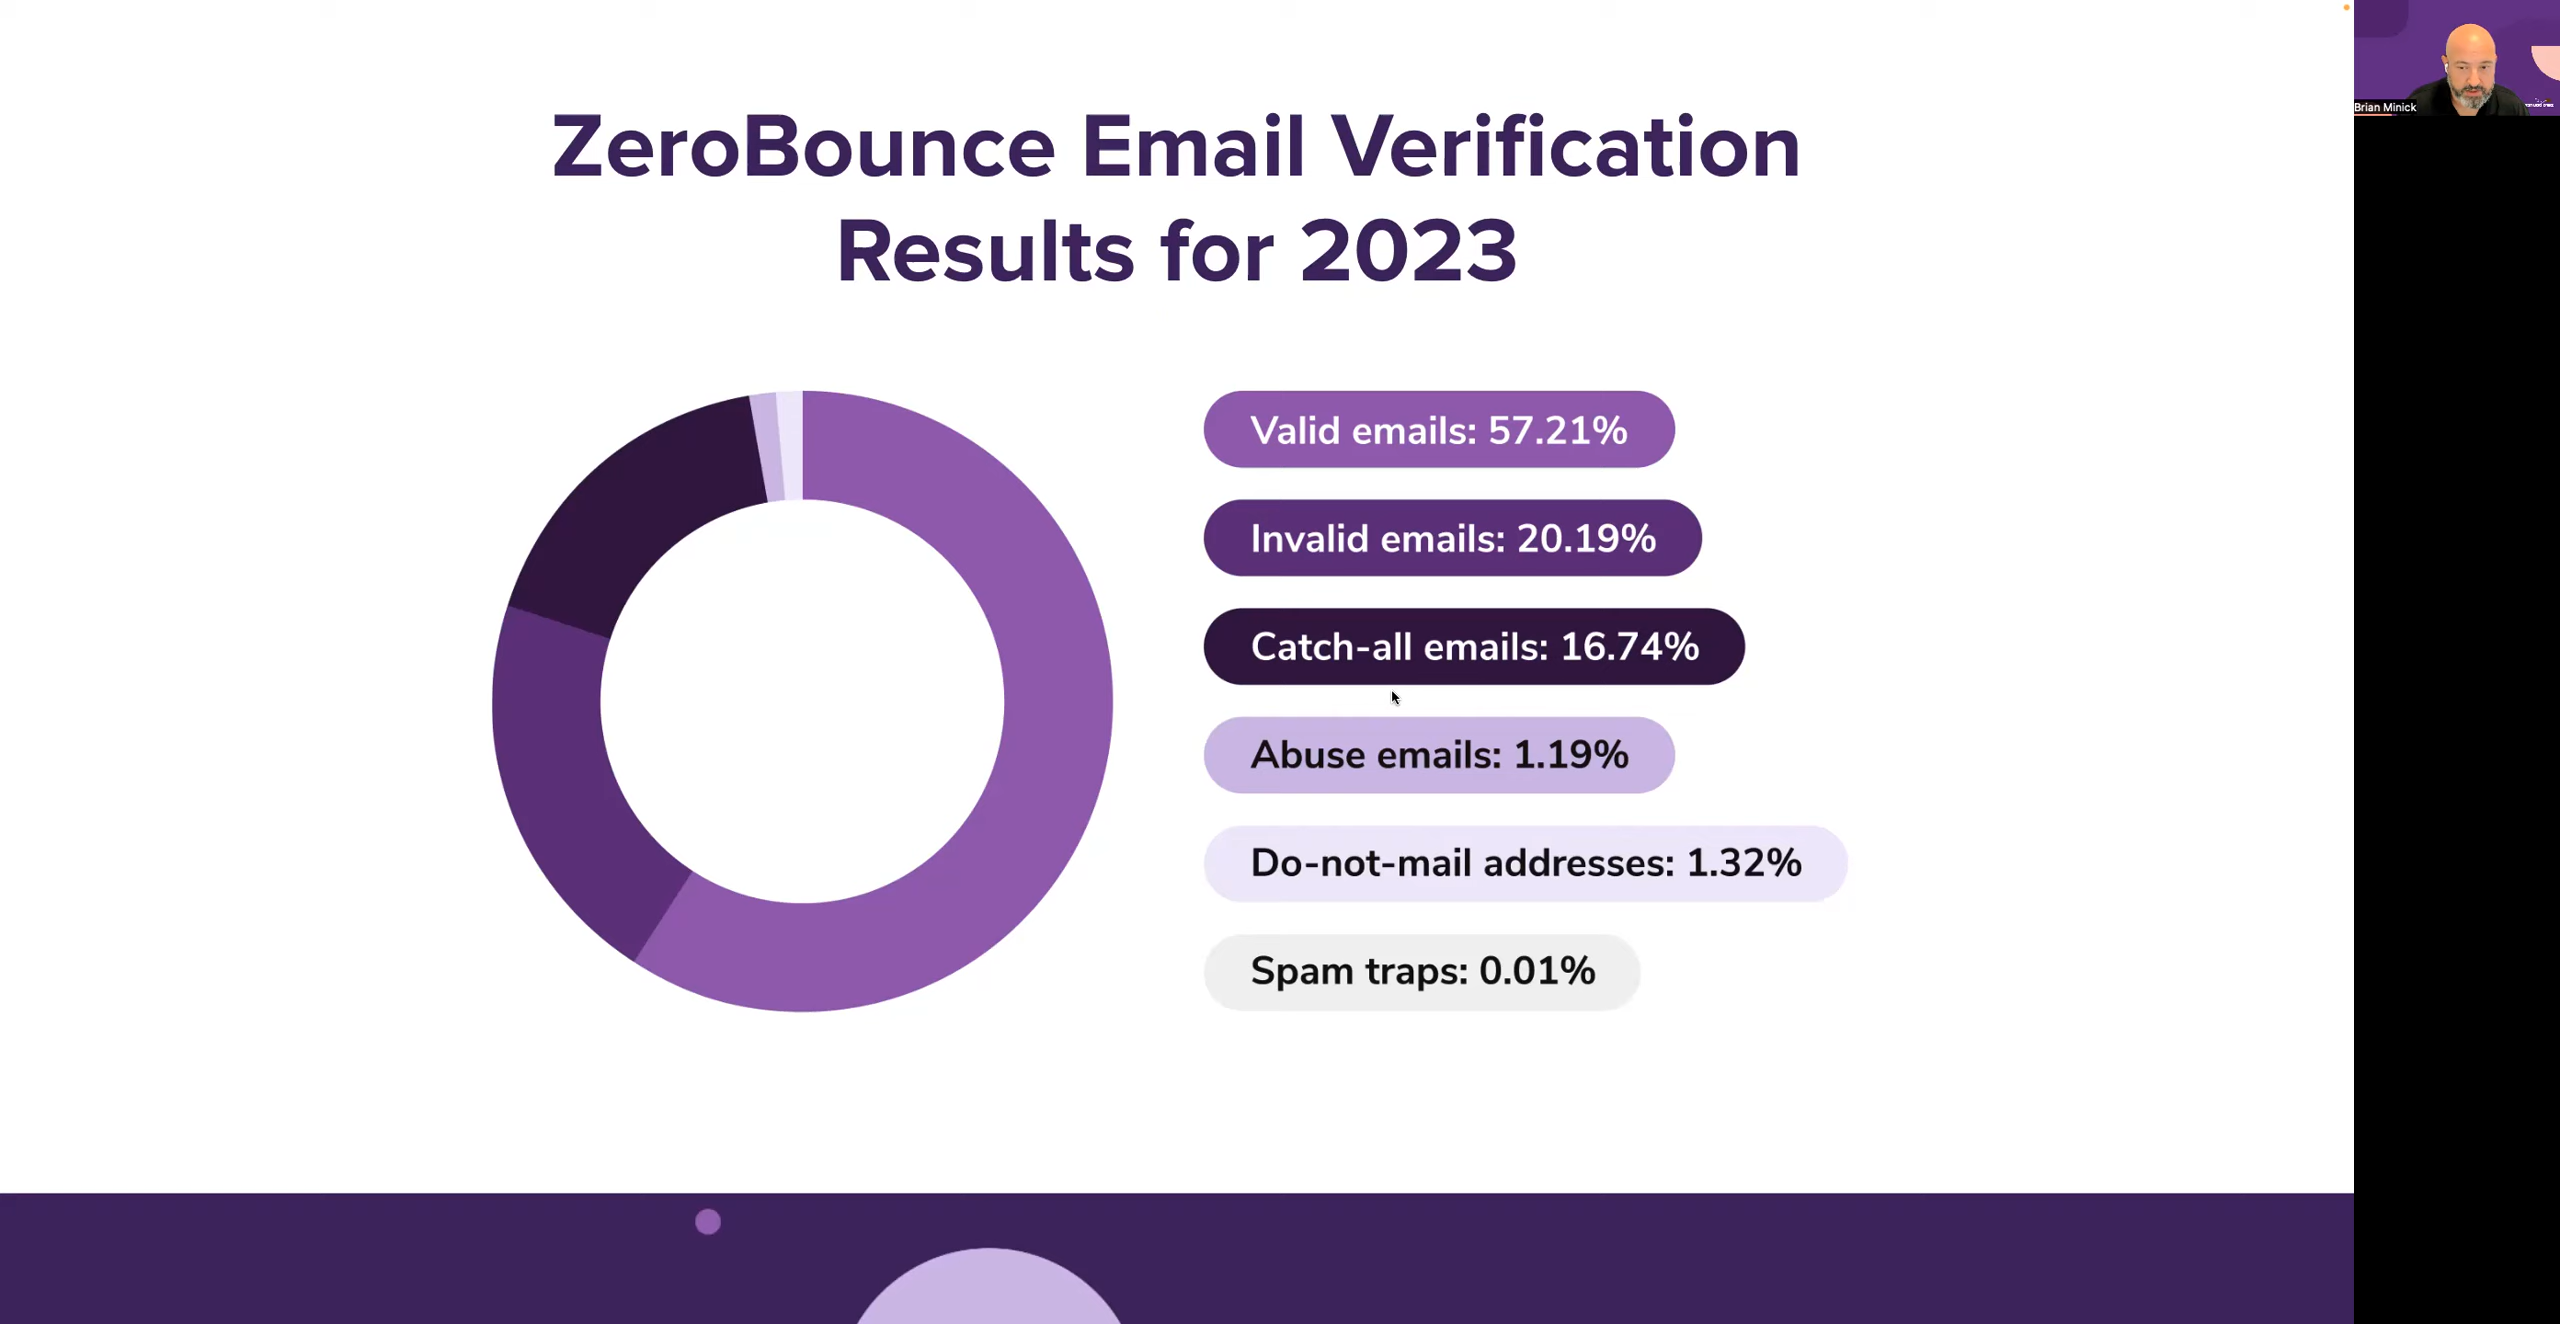 ZeroBounce Email Verification
Results for 2023
Valid emails: 57.21%
Invalid emails: 20.19%
Catch-all emails: 16.74%
Abuse emails: 1.19%
Do-not-mail addresses: 1.32%
Spam traps: 0.01%
Brian Minick